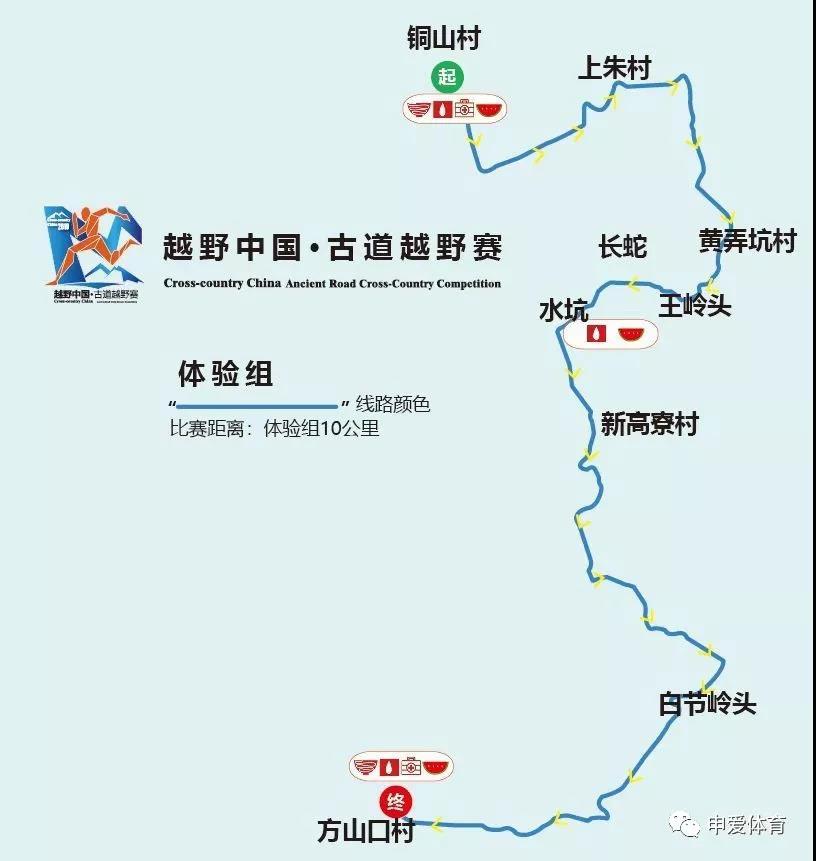 铜山村
起
上朱村
越野中国·古道越野赛
Cross-country China Ancient Road Cross-Country Competition
Cross-country
China 2019
越野中国·古道越野赛
Cross-country China
长蛇
黄弄坑村
水坑
王岭头
体验组
“ ”线路颜色
比赛距离：体验组10公里
新高寮村
白节岭头
终
方山口村
申爱体育